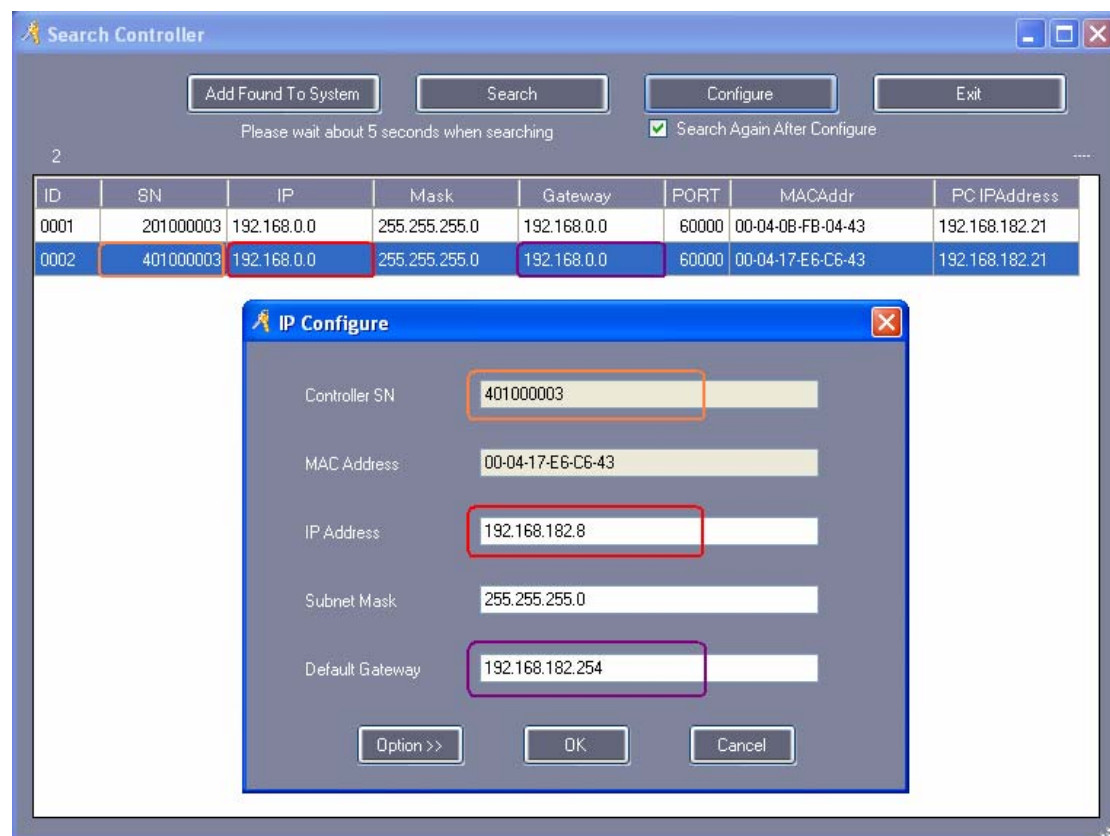 Search Controller
Add Found To System Search Configure Exit
Please wait about 5 seconds when searching Search Again After Configure
2 ----
ID SN IP Mask Gateway PORT MACAddr PC IPAddress
0001 201000003 192.168.0.0 255.255.255.0 192.168.0.0 60000 00-04-0B-FB-04-43 192.168.182.21
0002 401000003 192.168.0.0 255.255.255.0 192.168.0.0 60000 00-04-17-E6-C6-43 192.168.182.21
IP Configure
Controller SN 401000003
MAC Address 00-04-17-E6-C6-43
IP Address 192.168.182.8
Subnet Mask 255.255.255.0
Default Gateway 192.168.182.254
Option >> OK Cancel